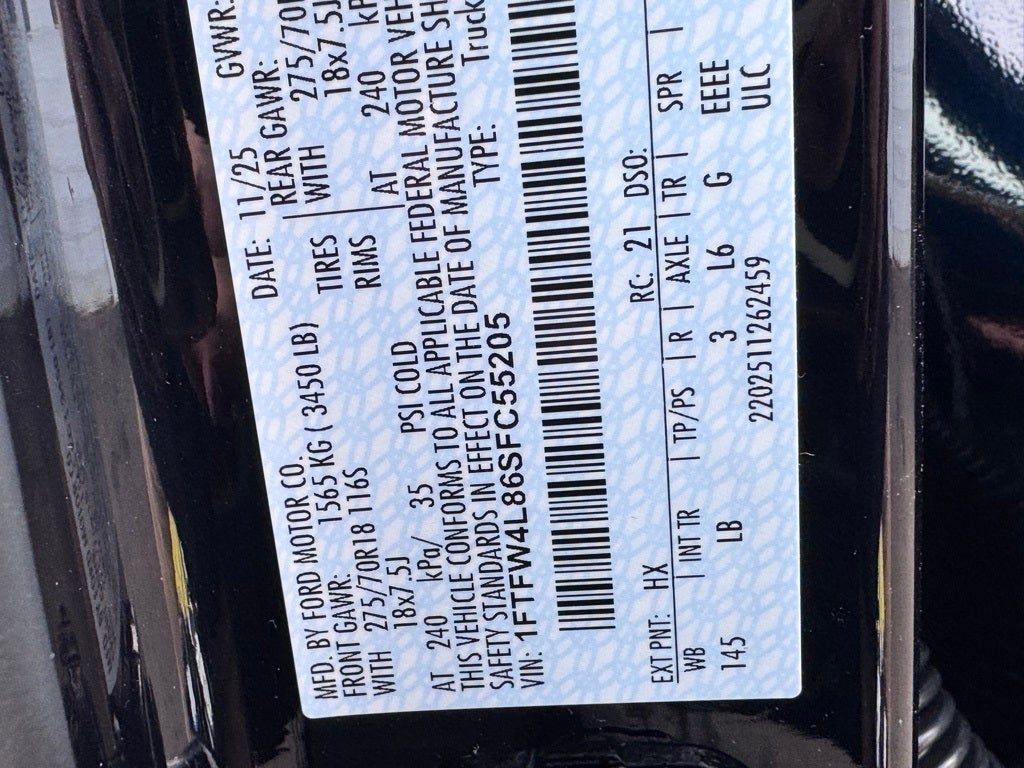 MFD. BY FORD MOTOR CO. DATE: 11/25 GVWR:
FRONT GAWR: 1565 KG ( 3450 LB) REAR GAWR:
WITH 275/70R18 116S TIRES WITH
18x7.5J RIMS 18x7.5J
AT 240 kPa/ 35 PSI COLD AT 240
THIS VEHICLE CONFORMS TO ALL APPLICABLE FEDERAL MOTOR
SAFETY STANDARDS IN EFFECT ON THE DATE OF MANUFACTURE
VIN: 1FTFW4L86SFC55205 TYPE: Truck
EXT PNT: HX RC: 21 DSO:
WB | INT TR | TP/PS | R | AXLE | TR | SPR |
145 LB 3 L6 G EEEE
2202511262459 ULC